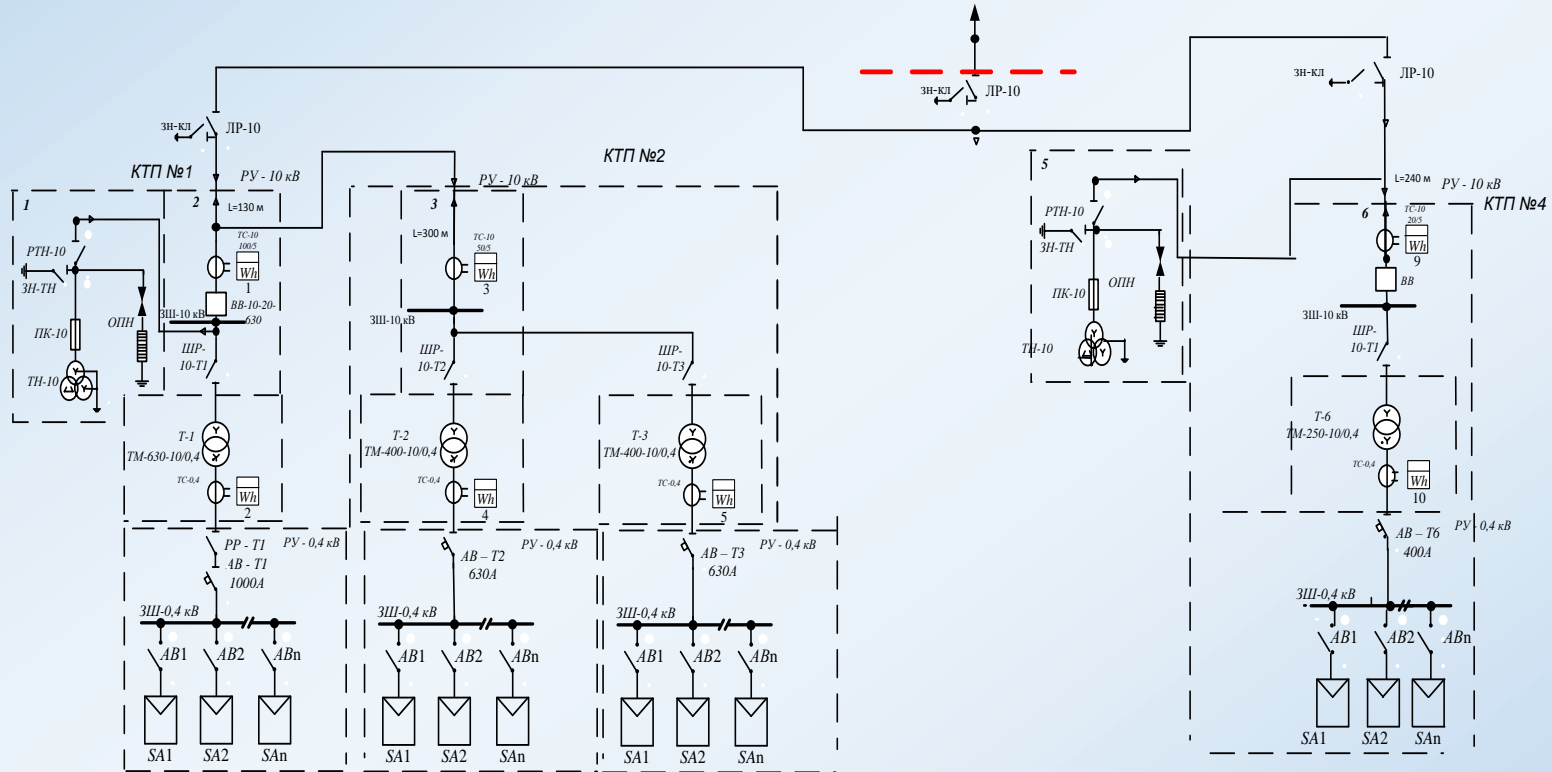 зн-кл
ЛР-10
зн-кл
ЛР-10
зн-кл
ЛР-10
КТП №1
РУ - 10 кВ
КТП №2
РУ - 10 кВ
1
2
L=130 м
3
L=300 м
5
6
L=240 м
РУ - 10 кВ
КТП №4
РТН-10
ЗН-ТН
ПК-10
ОПН
ТН-10
ТС-10
100/5
Wh
1
ВВ-10-20-
630
ЗШ-10 кВ
ШР-
10-Т1
ТС-10
50/5
Wh
3
ЗШ-10 кВ
ШР-
10-Т2
ШР-
10-Т3
РТН-10
ЗН-ТН
ПК-10
ОПН
ТН-10
ТС-10
20/5
Wh
9
ВВ
ЗШ-10 кВ
ШР-
10-Т1
Т-1
ТМ-630-10/0,4
ТС-0,4
Wh
2
Т-2
ТМ-400-10/0,4
ТС-0,4
Wh
4
Т-3
ТМ-400-10/0,4
ТС-0,4
Wh
5
Т-6
ТМ-250-10/0,4
ТС-0,4
Wh
10
РР - Т1
АВ - Т1
1000А
РУ - 0,4 кВ
АВ – Т2
630А
РУ - 0,4 кВ
АВ – Т3
630А
РУ - 0,4 кВ
АВ – Т6
400А
РУ - 0,4 кВ
ЗШ-0,4 кВ
АВ1
АВ2
АВn
SA1
SA2
SAn
ЗШ-0,4 кВ
АВ1
АВ2
АВn
SA1
SA2
SAn
ЗШ-0,4 кВ
АВ1
АВ2
АВn
SA1
SA2
SAn
ЗШ-0,4 кВ
АВ1
АВ2
АВn
SA1
SA2
SAn